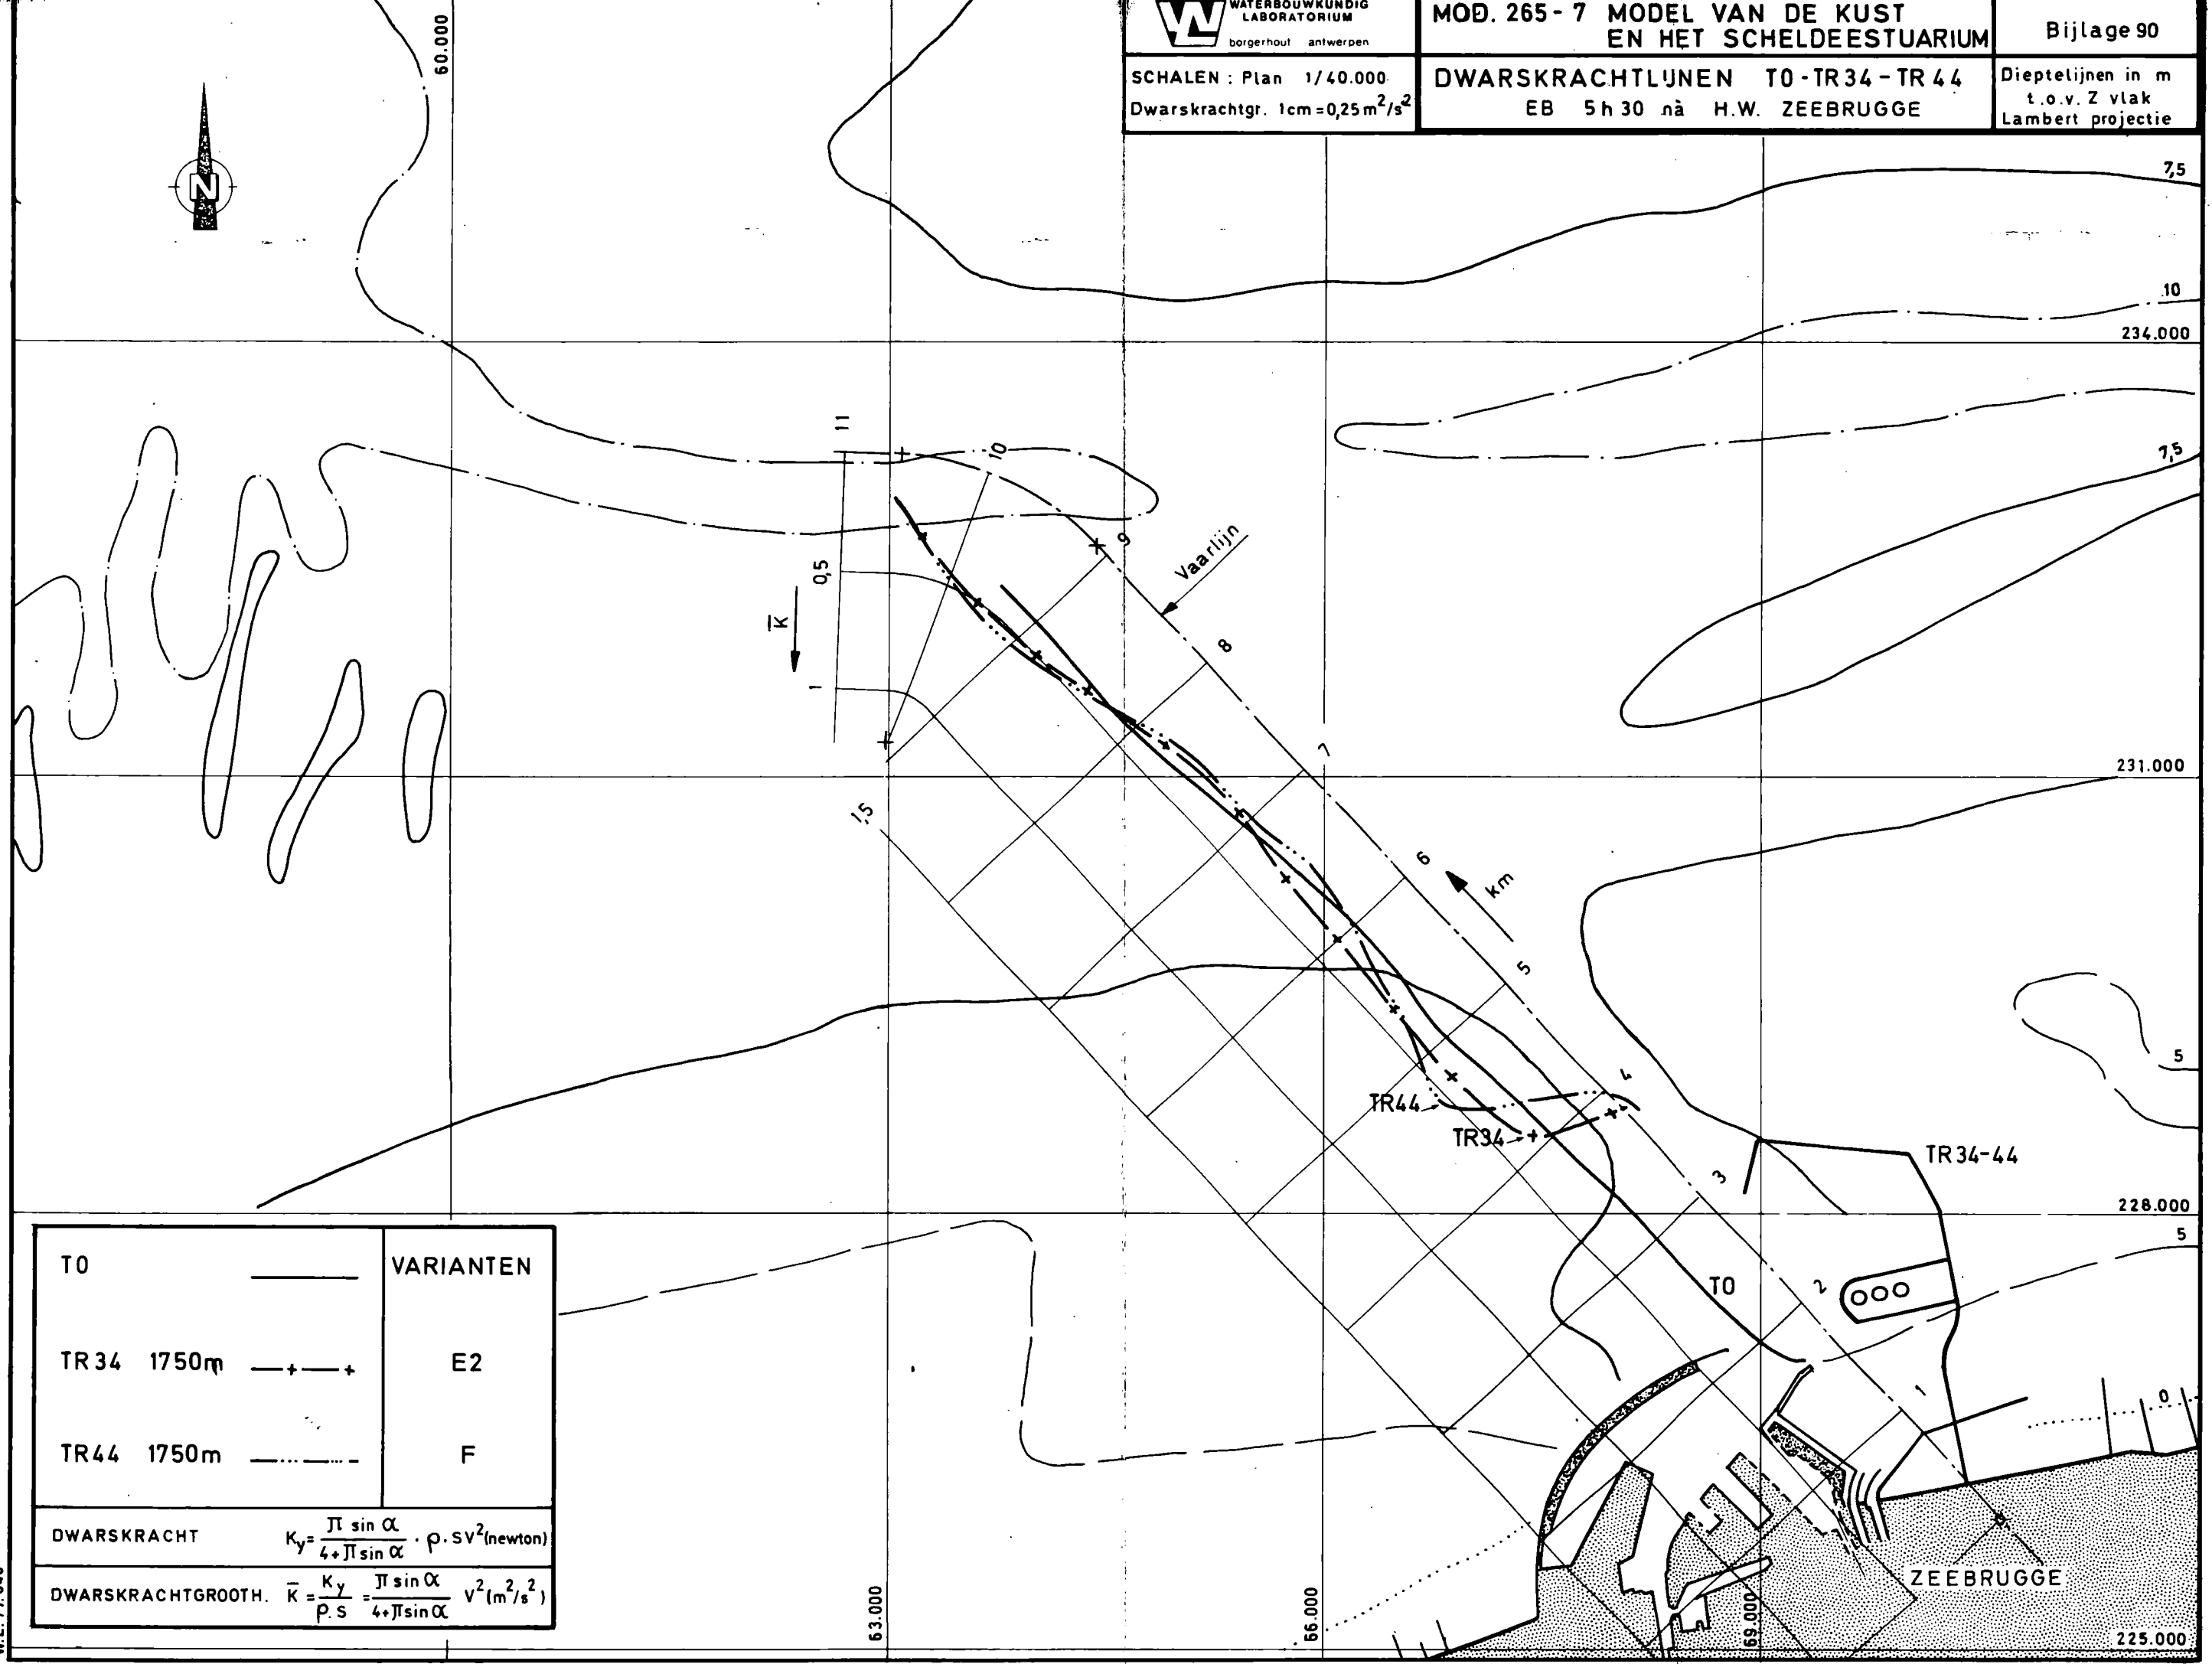 WATERBOUWKUNDIG
LABORATORIUM
borgerhout antwerpen
MOD. 265-7 MODEL VAN DE KUST
EN HET SCHELDEESTUARIUM
Bijlage 90
SCHALEN : Plan 1/40.000
Dwarskrachtgr. 1cm = 0,25 m²/s²
DWARSKRACHTLIJNEN T0-TR34-TR44
EB 5h30 nà H.W. ZEEBRUGGE
Dieptelijnen in m
t.o.v. Z vlak
Lambert projectie
60.000
N
7,5
10
234.000
11
10
7,5
9
Vaarlijn
0,5
K̅
8
1
7
231.000
1,5
6
km
5
5
4
TR44
TR34
TR34-44
3
228.000
5
2
T0
1
0
ZEEBRUGGE
63.000
66.000
69.000
225.000
T0
VARIANTEN
TR34 1750m
E2
TR44 1750m
F
DWARSKRACHT Ky = π sin α / 4+π sin α · ρ.SV² (newton)
DWARSKRACHTGROOTH. K̅ = Ky / ρ.S = π sin α / 4+π sin α V² (m²/s²)